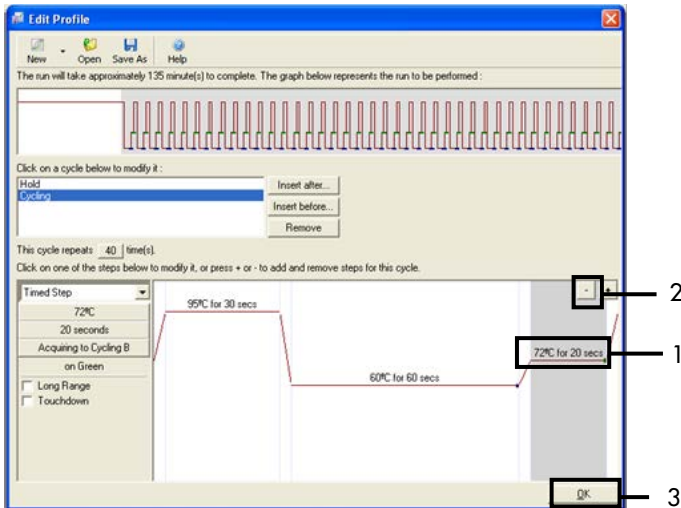 Edit Profile
New Open Save As Help
The run will take approximately 135 minute(s) to complete. The graph below represents the run to be performed :
Click on a cycle below to modify it :
Hold
Cycling
Insert after...
Insert before...
Remove
This cycle repeats 40 time(s).
Click on one of the steps below to modify it, or press + or - to add and remove steps for this cycle.
Timed Step
72ºC
20 seconds
Acquiring to Cycling B
on Green
Long Range
Touchdown
95ºC for 30 secs
60ºC for 60 secs
72ºC for 20 secs
- +
2
1
OK
3